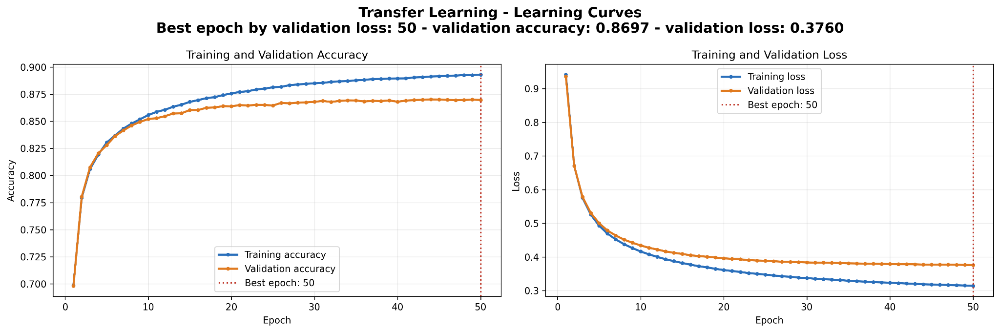 Transfer Learning - Learning Curves
Best epoch by validation loss: 50 - validation accuracy: 0.8697 - validation loss: 0.3760
Training and Validation Accuracy
Accuracy
0.900
0.875
0.850
0.825
0.800
0.775
0.750
0.725
0.700
Training accuracy
Validation accuracy
Best epoch: 50
0 10 20 30 40 50
Epoch
Training and Validation Loss
Loss
0.9
0.8
0.7
0.6
0.5
0.4
0.3
Training loss
Validation loss
Best epoch: 50
0 10 20 30 40 50
Epoch